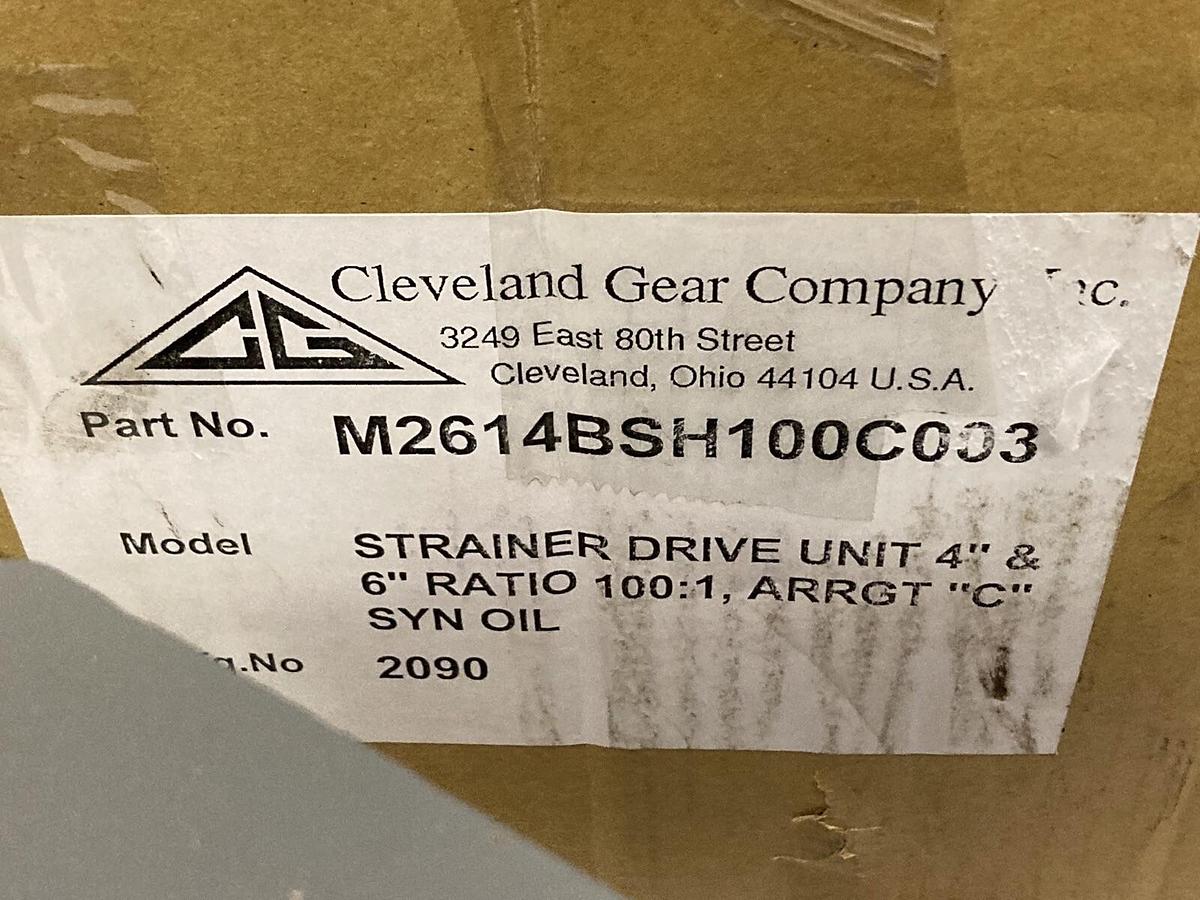 Cleveland Gear Company
CG
3249 East 80th Street
Cleveland, Ohio 44104 U.S.A.
Part No. M2614BSH100C003
Model STRAINER DRIVE UNIT 4" &
6" RATIO 100:1, ARRGT "C"
SYN OIL
2090